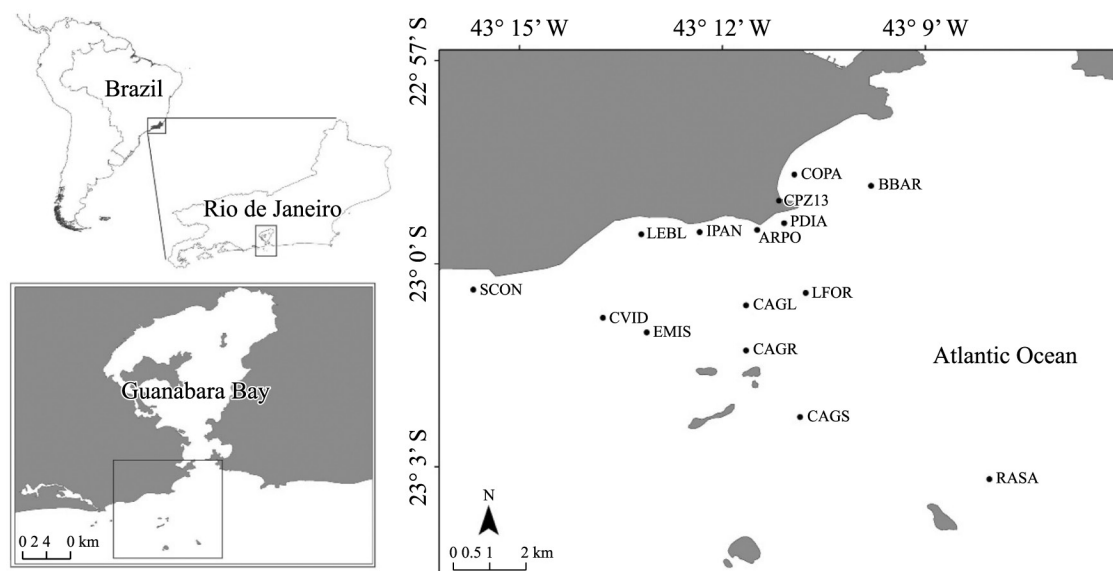 Brazil
Rio de Janeiro
Guanabara Bay
0 2 4 0 km
43° 15’ W
43° 12’ W
43° 9’ W
22° 57’ S
23° 0’ S
23° 3’ S
COPA
BBAR
CPZ13
PDIA
ARPO
IPAN
LEBL
SCON
CVID
EMIS
CAGL
LFOR
CAGR
CAGS
RASA
Atlantic Ocean
N
0 0.5 1 2 km